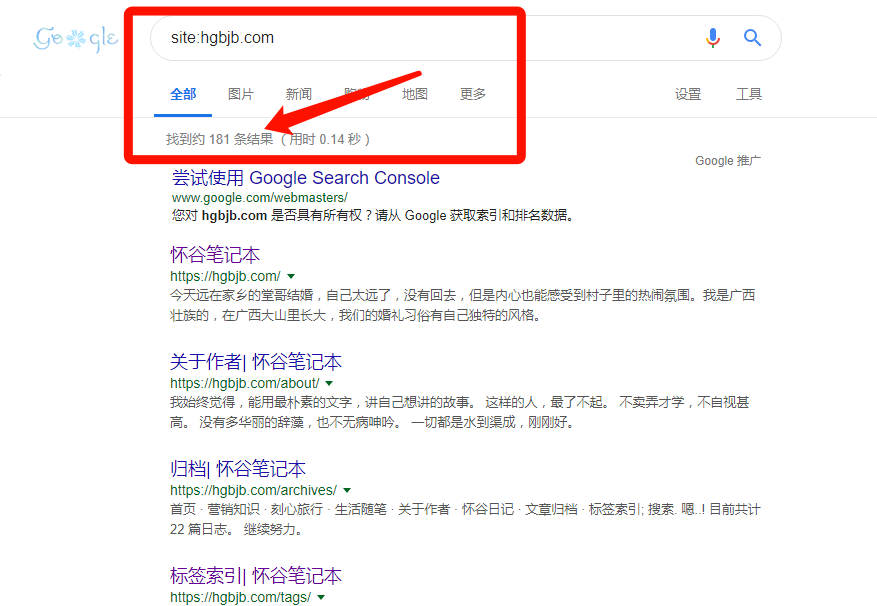 Google
site:hgbjb.com
全部 图片 新闻 购物 地图 更多 设置 工具
找到约 181 条结果 （用时 0.14 秒）
Google 推广
尝试使用 Google Search Console
www.google.com/webmasters/
您对 hgbjb.com 是否具有所有权？请从 Google 获取索引和排名数据。
怀谷笔记本
https://hgbjb.com/
今天远在家乡的堂哥结婚，自己太远了，没有回去，但是内心也能感受到村子里的热闹氛围。我是广西
壮族的，在广西大山里长大，我们的婚礼习俗有自己独特的风格。
关于作者| 怀谷笔记本
https://hgbjb.com/about/
我始终觉得，能用最朴素的文字，讲自己想讲的故事。 这样的人，最了不起。 不卖弄才学，不自视甚
高。 没有多华丽的辞藻，也不无病呻吟。 一切都是水到渠成，刚刚好。
归档| 怀谷笔记本
https://hgbjb.com/archives/
首页 · 营销知识 · 刻心旅行 · 生活随笔 · 关于作者 · 怀谷日记 · 文章归档 · 标签索引; 搜索. 嗯..! 目前共计
22 篇日志。 继续努力。
标签索引| 怀谷笔记本
https://hgbjb.com/tags/